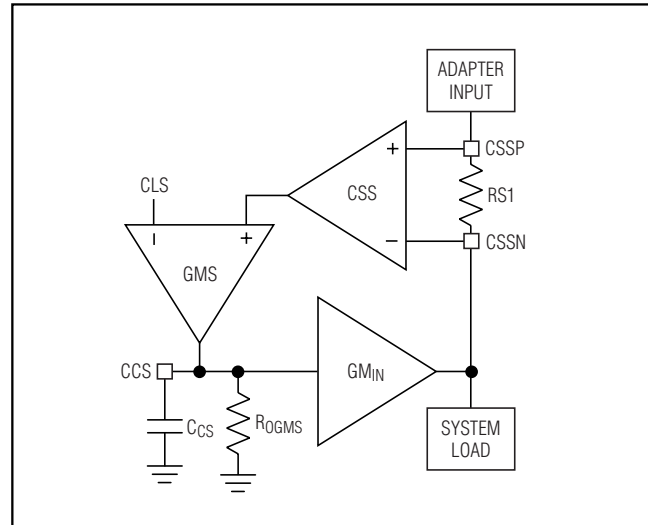 ADAPTER
INPUT
+
CSSP
CLS
CSS
RS1
–
+
–
CSSN
GMS
CCS
GMIN
CCS
ROGMS
SYSTEM
LOAD